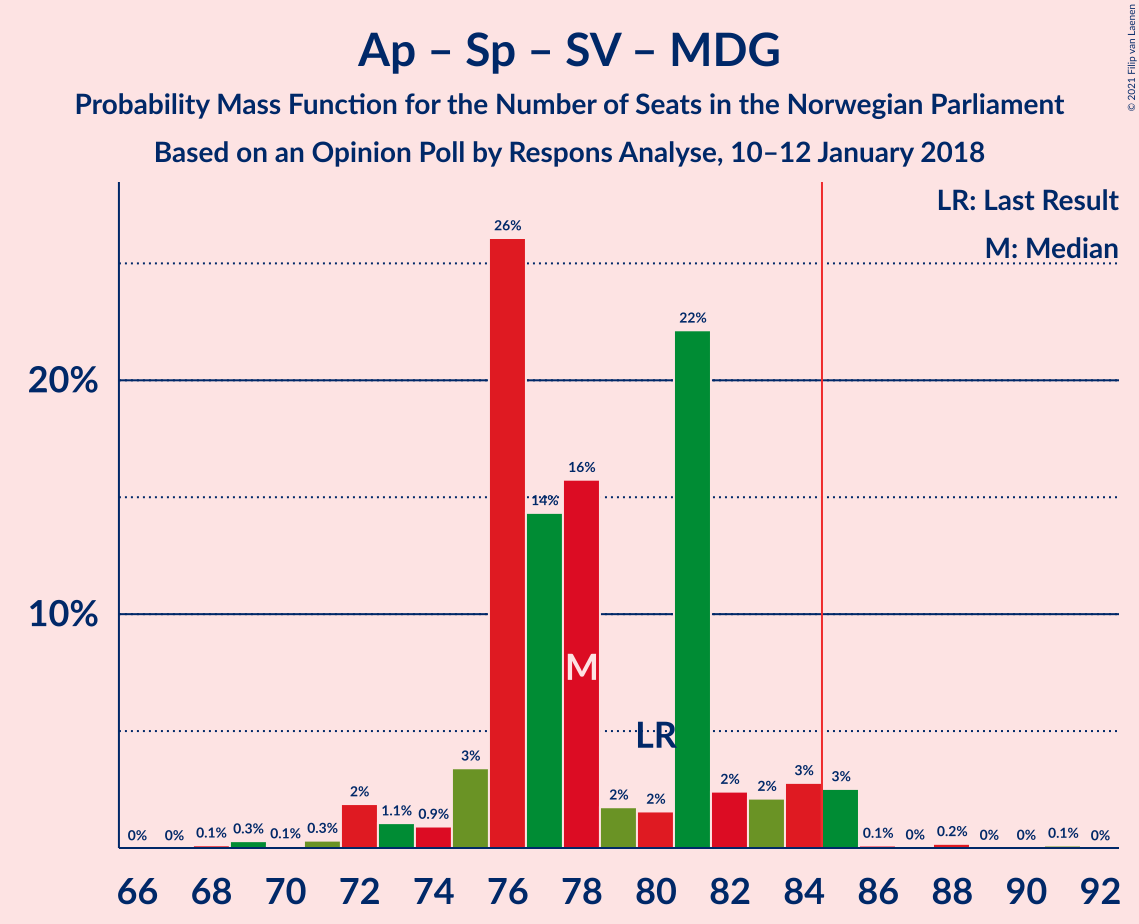 Ap – Sp – SV – MDG
Probability Mass Function for the Number of Seats in the Norwegian Parliament
Based on an Opinion Poll by Respons Analyse, 10–12 January 2018
© 2021 Filip van Laenen
LR: Last Result
M: Median
20%
10%
0% 0% 0.1% 0.3% 0.1% 0.3% 2% 1.1% 0.9% 3% 26% 14% 16% 2% 2% 22% 2% 2% 3% 3% 0.1% 0% 0.2% 0% 0% 0.1% 0%
M
LR
66 68 70 72 74 76 78 80 82 84 86 88 90 92